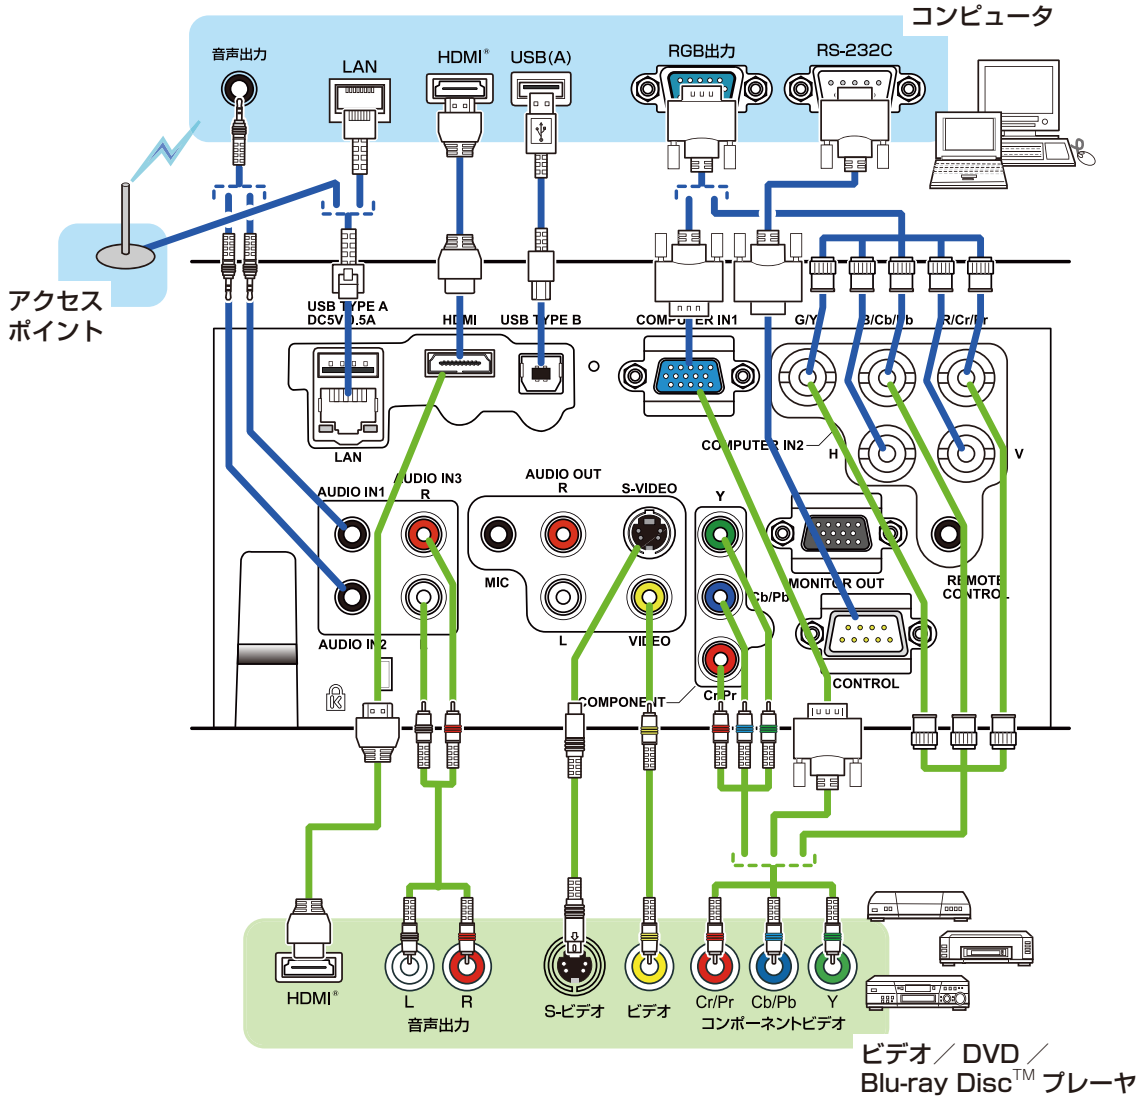 コンピュータ
音声出力
LAN
HDMI®
USB(A)
RGB出力
RS-232C
アクセス
ポイント
USB TYPE A
DC5V 0.5A
HDMI
USB TYPE B
COMPUTER IN1
G/Y
B/Cb/Pb
R/Cr/Pr
LAN
COMPUTER IN2
H
V
AUDIO IN1
AUDIO IN3
R
AUDIO OUT
R
S-VIDEO
Y
MIC
MONITOR OUT
REMOTE
CONTROL
Cb/Pb
AUDIO IN2
L
L
VIDEO
CONTROL
COMPONENT
Cr/Pr
K
HDMI®
L
R
音声出力
S-ビデオ
ビデオ
Cr/Pr
Cb/Pb
Y
コンポーネントビデオ
ビデオ／ DVD ／
Blu-ray Disc™ プレーヤ